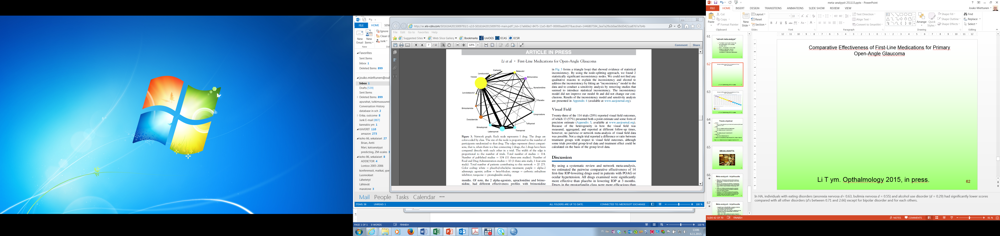 FILE
HOME
SEN
Ignore
Clean U
Junk
New
Email
New
Items
New
Del
Favorites
Sent Items
Inbox 1
Deleted Items 899
jouko.miettunen@oul
Inbox 1
Drafts [539]
Sent Items
Deleted Items 899
apurahat, tutkimussuunni
Conversation History
database in sch 2
Erika. outcome 8
Junk E-mail [887]
kannabis ym 1
KAVERIT 110
amazon 273
koho 66, sekalaiset 27
Brian, Antti
Mari, katoanalyysi
predicting, ZM-scales 3
koho 86, sekalaiset 8
ADDICTOR 4
Lontoo 2005-2006
konferenssit, matkat, ype
Luonnokset
Lähetetyt
Lähtevät
maratone 3
Mail People Tasks Calendar •••
ITEMS: 58 UNREAD: 1
ALL FOLDERS ARE UP TO DATE.
CONNECTED TO: MICROSOFT EXCHANGE
100 %
http://ac.els-cdn.com/S0161642015009793/1-s2.0-S0161642015009793-main.pdf?_tid=17a660e2-8475-11e5-8bf7-00000aab0f27&acdnat=1446807594_2ea7a2fbcb0ae59c65421ca8767a7b4b
File Edit Go to Favorites Help
Suggested Sites Web Slice Gallery Bookmarks UniOGS ECAS ECSR
7 / 12
125%
Comment Share
ARTICLE IN PRESS
Li et al • First-Line Medications for Open-Angle Glaucoma
Carteolol
Levobunolol
Timolol
Betaxolol
Brimonidine
Apraclonidine
Placebo
Unoprostone
Tafluprost
Travoprost
Latanoprost
Bimatoprost
Dorzolamide
Brinzolamide
Levobetaxolol
Figure 3. Network graph. Each node represents 1 drug. The drugs are
color-coded by class. The size of the node is proportional to the number of
participants randomized to that drug. The edges represent direct compari-
sons, that is, when there is a line connecting 2 drugs, the 2 drugs have been
compared directly with each other in a trial. The width of the edge is
proportional to the number of trials. Total number of studies = 114.
Number of published studies = 104 (11 three-arm studies). Number of
Food and Drug Administration studies = 10 (1 three-arm study, 1 four-arm
study). Total number of patients contributing to this network = 20 275.
Color coding: white = placebo/vehicle/no treatment; purple = alpha-2
adrenergic agonist; yellow = beta-blocker; orange = carbonic anhydrase
inhibitor; turquoise = prostaglandin analog.
months. Of note, the 2 alpha-agonists, apraclonidine and brimo-
nidine, had different effectiveness profiles with brimonidine
in Fig 3 forms a triangle loop) that showed evidence of statistical
inconsistency. By using the node-splitting approach, we found 2
statistically significant inconsistency nodes. We could not find any
qualitative reasons to explain the inconsistency and elected to
address the inconsistency by fitting an “inconsistency” model to the
data and to conduct a sensitivity analysis by removing studies that
seemed to introduce statistical inconsistency. The inconsistency
model did not improve our model fit and did not change our con-
clusions. Results of the inconsistency model and sensitivity analysis
are presented in Appendix 4 (available at www.aaojournal.org).
Visual Field
Twenty-three of the 114 trials (20%) reported visual field outcomes,
of which 13 (57%) presented both a point estimate and some form of
precision estimate (Appendix 5, available at www.aaojournal.org).
Because of the heterogeneity in how the visual field was
measured, aggregated, and reported at different follow-up times,
however, no pairwise or network meta-analysis of visual field data
was possible. Not a single trial reported a difference or ratio between
treatment groups with respect to visual field outcomes, although
some trials provided group-level data and treatment effect could be
calculated on the basis of the group level data.
Discussion
By using a systematic review and network meta-analysis,
we estimated the pairwise comparative effectiveness of 14
first-line IOP-lowering drugs used in patients with POAG or
ocular hypertension. All drugs examined were significantly
more effective than placebo in lowering IOP at 3 months.
Drugs in the prostaglandin class were more efficacious than
PAGE 1 OF 1 0 WORDS FINNISH
110 %
FI
13:06
6.11.2015
meta-analyysit 251115.pptx - PowerPoint
FILE HOME INSERT DESIGN TRANSITIONS ANIMATIONS SLIDE SHOW REVIEW VIEW
Jouko Miettunen
Paste
Cut
Copy
Format Painter
Clipboard
New
Slide
Layout
Reset
Section
Slides
18
Font
Text Direction
Align Text
Convert to SmartArt
Paragraph
Arrange
Quick
Styles
Shape Fill
Shape Outline
Shape Effects
Drawing
Find
Replace
Select
Editing
12 11 10 9 8 7 6 5 4 3 2 1 0 1 2 3 4 5 6 7 8 9 10 11 12
61
"network meta-analyysi"
62
63
64
Tilasto-ohjelmat
65
KIRJALLISUUTTA
66
Meta-analyysit - kirjallisuutta
67
Meta-analyysit - kirjallisuutta
Comparative Effectiveness of First-Line Medications for Primary
Open-Angle Glaucoma
Li T ym. Opthalmology 2015, in press.
62
In HA, individuals with eating disorders (anorexia nervosa d= 0.63, bulimia nervosa d = 0.55) and alcohol use disorder (d = 0.29) had significantly lower scores
compared with all other disorders (d's between 0.71 and 2.66) except for bipolar disorder and for each others.
SLIDE 62 OF 70 FINNISH
NOTES COMMENTS
91 %